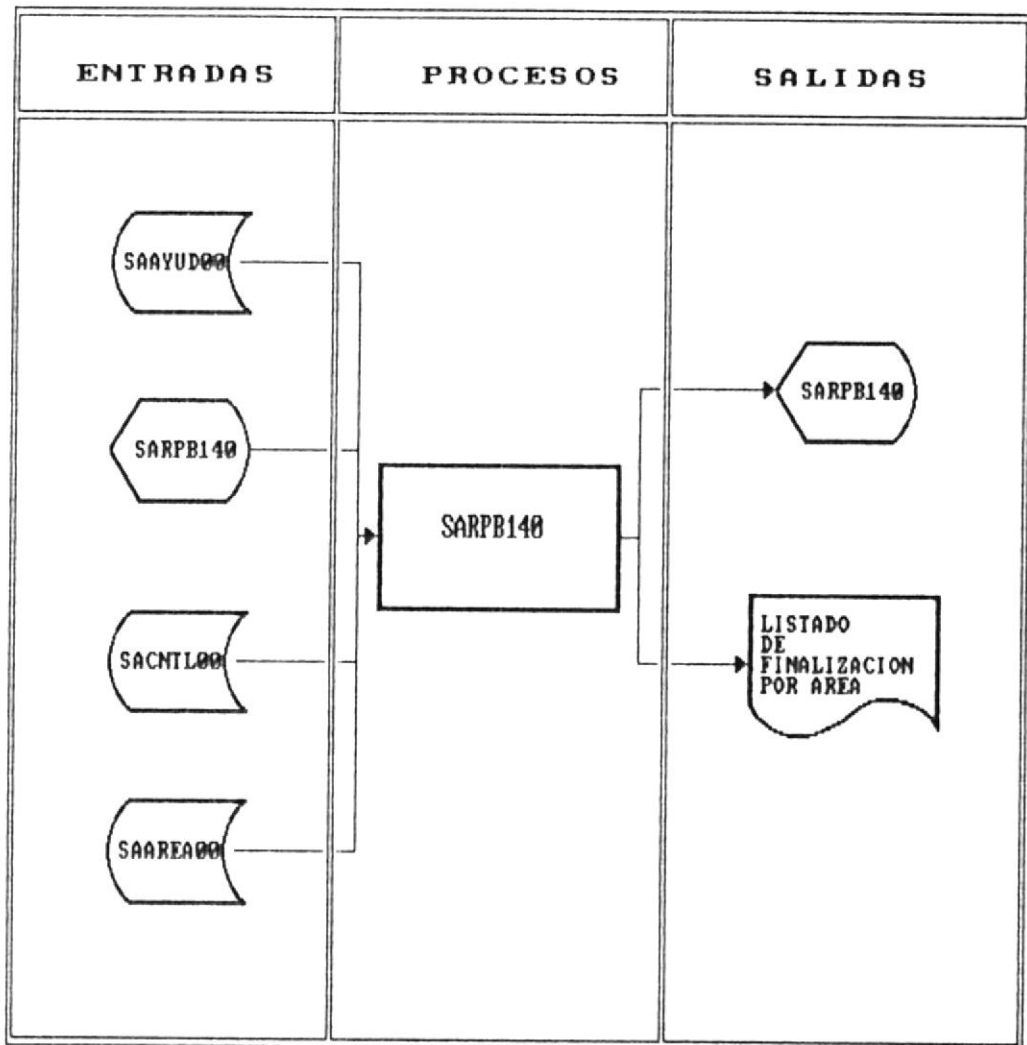 ENTRADAS
PROCESOS
SALIDAS
SAAYUD00
SARPB140
SACNTL00
SAAREA00
SARPB140
SARPB140
LISTADO
DE
FINALIZACION
POR AREA